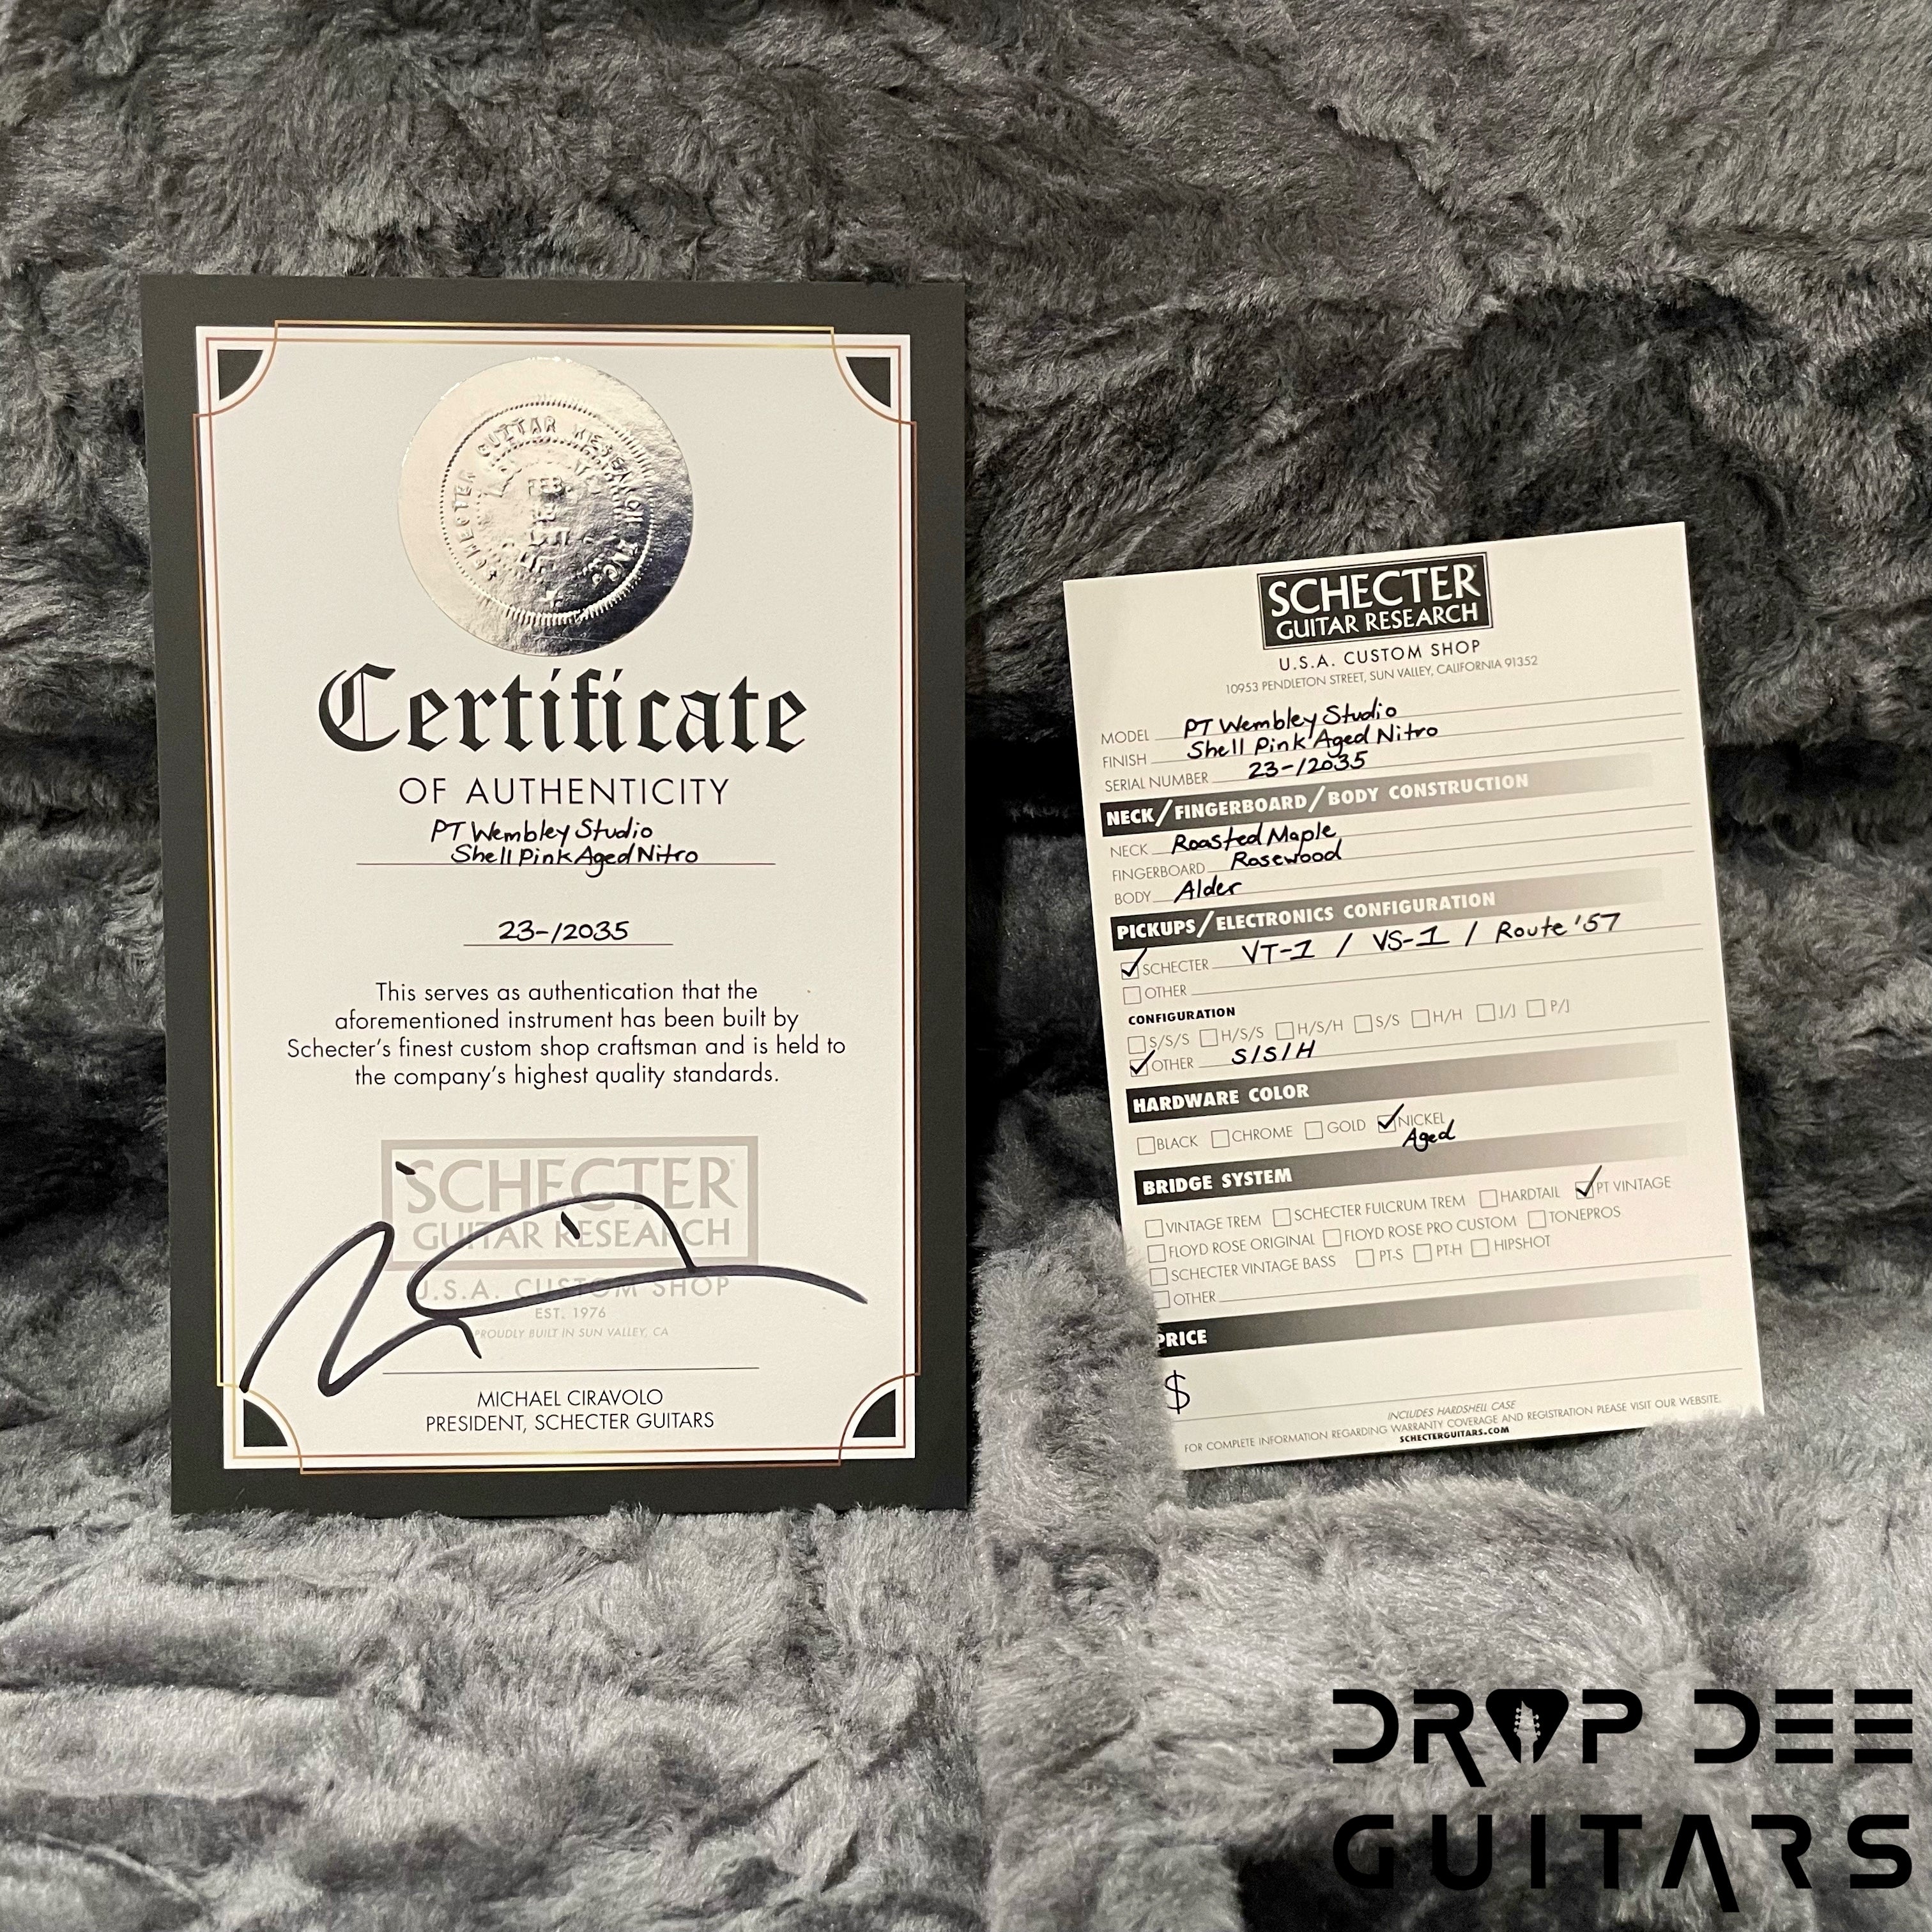 SCHECTER GUITAR RESEARCH INC.
FEB.
Certificate
OF AUTHENTICITY
PT Wembley Studio
Shell Pink Aged Nitro
23-12035
This serves as authentication that the
aforementioned instrument has been built by
Schecter's finest custom shop craftsman and is held to
the company's highest quality standards.
SCHECTER
GUITAR RESEARCH
U.S.A. CUSTOM SHOP
EST. 1976
PROUDLY BUILT IN SUN VALLEY, CA
MICHAEL CIRAVOLO
PRESIDENT, SCHECTER GUITARS
SCHECTER
GUITAR RESEARCH
U.S.A. CUSTOM SHOP
10953 PENDLETON STREET, SUN VALLEY, CALIFORNIA 91352
MODEL PT Wembley Studio
FINISH Shell Pink Aged Nitro
SERIAL NUMBER 23-12035
NECK/FINGERBOARD/BODY CONSTRUCTION
NECK Roasted Maple
FINGERBOARD Rosewood
BODY Alder
PICKUPS/ELECTRONICS CONFIGURATION
SCHECTER VT-1 / VS-1 / Route '57
OTHER
CONFIGURATION
S/S/S H/S/S H/S/H S/S H/H J/J P/J
OTHER S/S/H
HARDWARE COLOR
BLACK CHROME GOLD NICKEL
Aged
BRIDGE SYSTEM
VINTAGE TREM SCHECTER FULCRUM TREM HARDTAIL PT VINTAGE
FLOYD ROSE ORIGINAL FLOYD ROSE PRO CUSTOM TONEPROS
SCHECTER VINTAGE BASS PT-S PT-H HIPSHOT
OTHER
PRICE
$
INCLUDES HARDSHELL CASE
FOR COMPLETE INFORMATION REGARDING WARRANTY COVERAGE AND REGISTRATION PLEASE VISIT OUR WEBSITE.
SCHECTERGUITARS.COM
DROP DEE
GUITARS